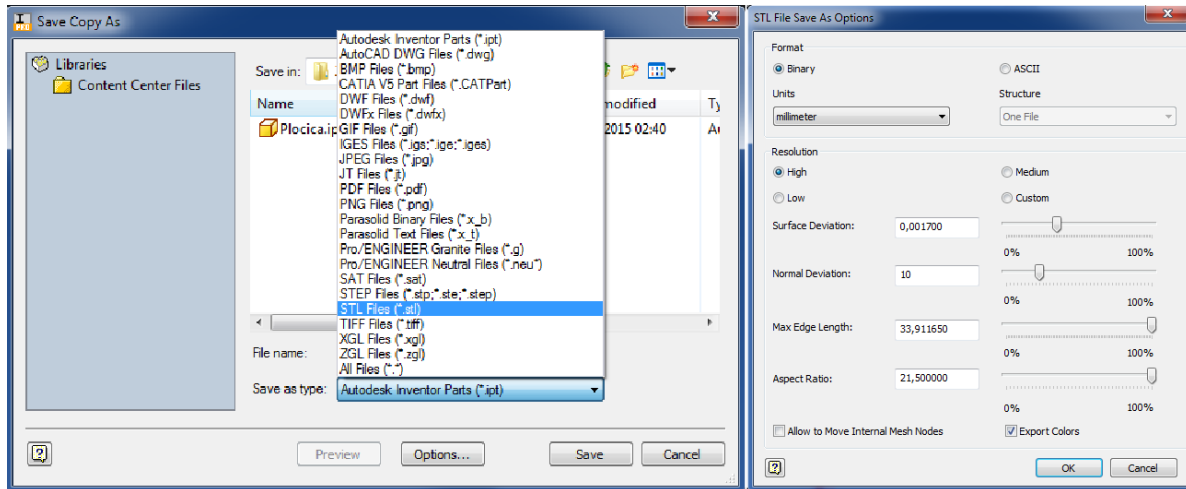 Save Copy As
Libraries
Content Center Files
Save in:
Name
modified
Ty
Plocica.ip
2015 02:40
Au
Autodesk Inventor Parts (*.ipt)
AutoCAD DWG Files (*.dwg)
BMP Files (*.bmp)
CATIA V5 Part Files (*.CATPart)
DWF Files (*.dwf)
DWFx Files (*.dwfx)
GIF Files (*.gif)
IGES Files (*.igs;*.ige;*.iges)
JPEG Files (*.jpg)
JT Files (*.jt)
PDF Files (*.pdf)
PNG Files (*.png)
Parasolid Binary Files (*.x_b)
Parasolid Text Files (*.x_t)
Pro/ENGINEER Granite Files (*.g)
Pro/ENGINEER Neutral Files (*.neu*)
SAT Files (*.sat)
STEP Files (*.stp;*.ste;*.step)
STL Files (*.stl)
TIFF Files (*.tiff)
XGL Files (*.xgl)
ZGL Files (*.zgl)
All Files (*.*)
File name:
Save as type: Autodesk Inventor Parts (*.ipt)
Preview
Options...
Save
Cancel
STL File Save As Options
Format
Binary
ASCII
Units
Structure
millimeter
One File
Resolution
High
Medium
Low
Custom
Surface Deviation: 0,001700
0% 100%
Normal Deviation: 10
0% 100%
Max Edge Length: 33,911650
0% 100%
Aspect Ratio: 21,500000
0% 100%
Allow to Move Internal Mesh Nodes
Export Colors
OK
Cancel